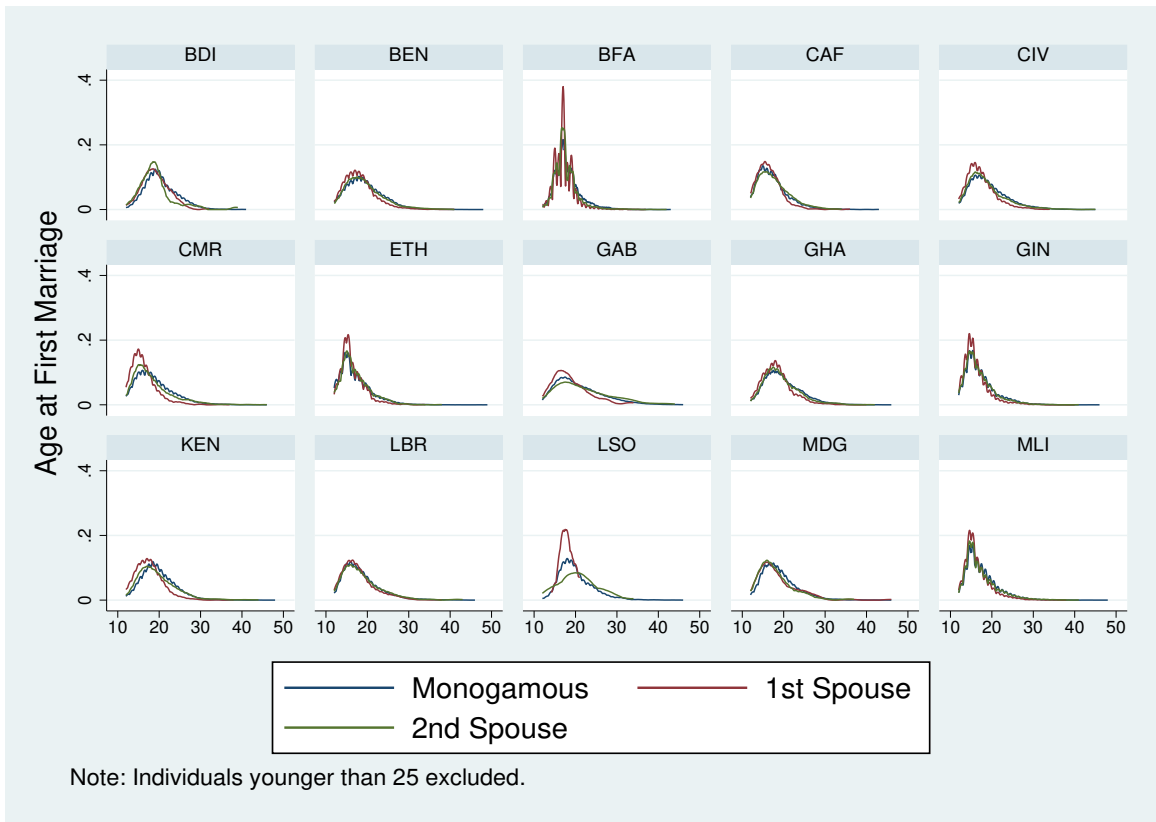 Age at First Marriage
BDI BEN BFA CAF CIV
.4
.2
0
CMR ETH GAB GHA GIN
.4
.2
0
KEN LBR LSO MDG MLI
.4
.2
0
10 20 30 40 50 10 20 30 40 50 10 20 30 40 50 10 20 30 40 50 10 20 30 40 50
Monogamous 1st Spouse
2nd Spouse
Note: Individuals younger than 25 excluded.